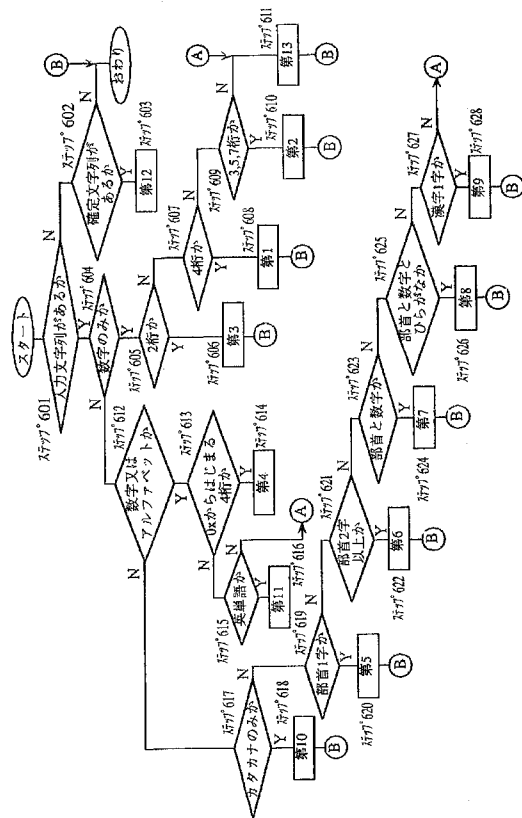 スタート
ステップ601
入力文字列があるか
N
ステップ602
確定文字列が
あるか
N
B
おわり
Y
ステップ603
第12
Y
ステップ604
数字のみか
N
Y
ステップ605
2桁か
N
Y
ステップ606
第3
B
ステップ607
4桁か
N
Y
ステップ608
第1
B
ステップ609
3,5,7桁か
N
Y
ステップ610
第2
B
A
ステップ611
第13
B
ステップ612
数字又は
アルファベットか
N
Y
ステップ613
0xからはじまる
4桁か
N
Y
ステップ614
第4
ステップ615
英単語か
N
A
Y
ステップ616
第11
ステップ617
カタカナのみか
N
Y
ステップ618
第10
B
ステップ619
部首1字か
N
Y
第5
ステップ620
B
ステップ621
部首2字
以上か
N
Y
第6
ステップ622
B
ステップ623
部首と数字か
N
Y
第7
ステップ624
B
ステップ625
部首と数字と
ひらがなか
N
Y
第8
ステップ626
B
ステップ627
漢字1字か
N
A
Y
ステップ628
第9
B